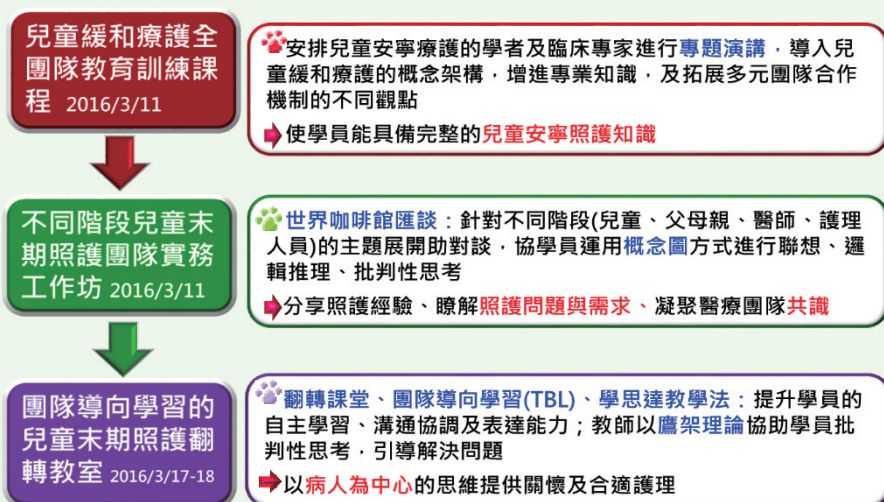 兒童緩和療護全
團隊教育訓練課
程 2016/3/11
安排兒童安寧療護的學者及臨床專家進行專題演講，導入兒
童緩和療護的概念架構，增進專業知識，及拓展多元團隊合作
機制的不同觀點
使學員能具備完整的兒童安寧照護知識
不同階段兒童末
期照護團隊實務
工作坊 2016/3/11
世界咖啡館匯談：針對不同階段(兒童、父母親、醫師、護理
人員)的主題展開助對談，協學員運用概念圖方式進行聯想、邏
輯推理、批判性思考
分享照護經驗、瞭解照護問題與需求、凝聚醫療團隊共識
團隊導向學習的
兒童末期照護翻
轉教室 2016/3/17-18
翻轉課堂、團隊導向學習(TBL)、學思達教學法：提升學員的
自主學習、溝通協調及表達能力；教師以鷹架理論協助學員批
判性思考，引導解決問題
以病人為中心的思維提供關懷及合適護理